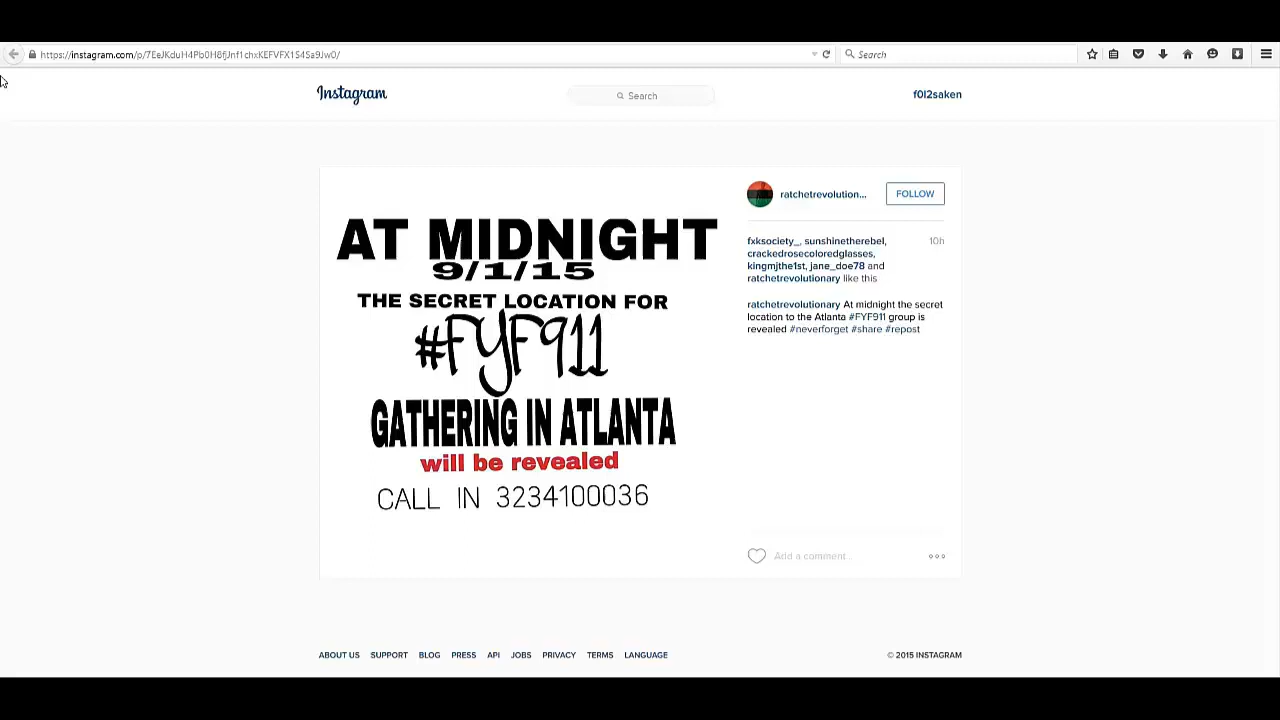 https://instagram.com/p/7EeJKduH4Pb0H8fjJnf1chxKEFVFX1S4Sa9Jw0/
Search
Instagram
Search
f0l2saken
AT MIDNIGHT
9/1/15
THE SECRET LOCATION FOR
#FYF911
GATHERING IN ATLANTA
will be revealed
CALL IN 3234100036
ratchetrevolution...
FOLLOW
fxksociety_, sunshinetherebel,
10h
crackedrosecoloredglasses,
kingmjthe1st, jane_doe78 and
ratchetrevolutionary like this
ratchetrevolutionary At midnight the secret
location to the Atlanta #FYF911 group is
revealed #neverforget #share #repost
Add a comment...
ABOUT US SUPPORT BLOG PRESS API JOBS PRIVACY TERMS LANGUAGE
© 2015 INSTAGRAM